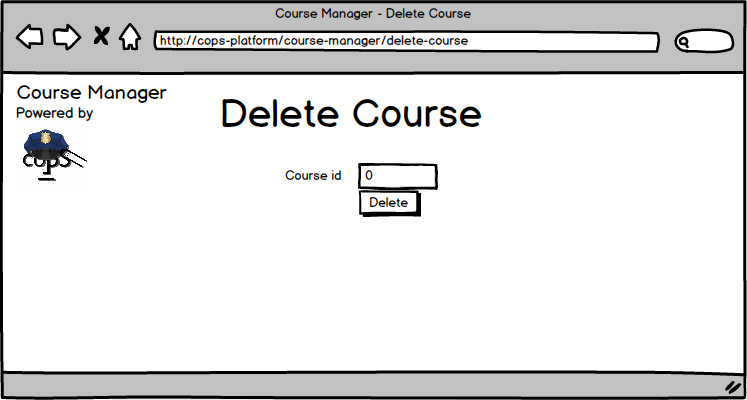 Course Manager - Delete Course
http://cops-platform/course-manager/delete-course
Course Manager
Powered by
COPS
Delete Course
Course id
0
Delete